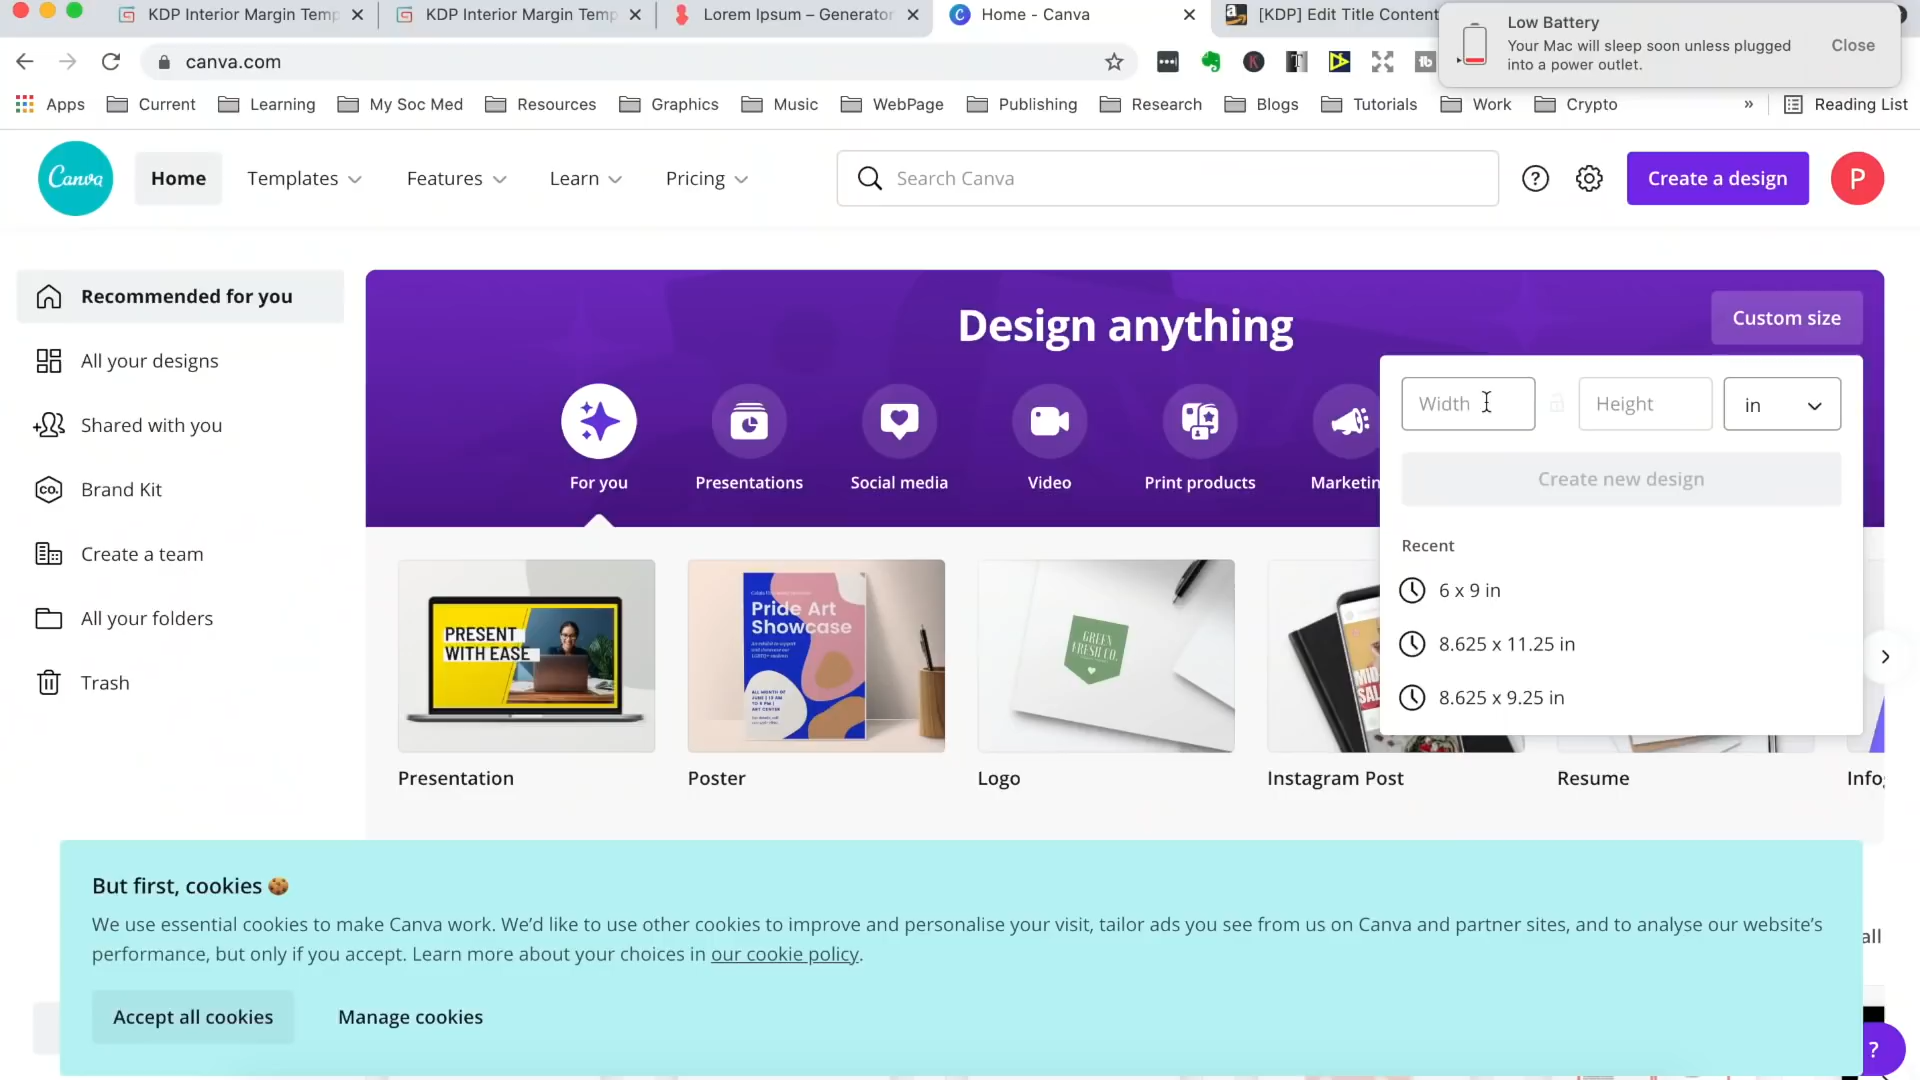 KDP Interior Margin Temp
KDP Interior Margin Temp
Lorem Ipsum – Generator
Home - Canva
[KDP] Edit Title Content
Low Battery
Your Mac will sleep soon unless plugged
into a power outlet.
Close
canva.com
Apps
Current
Learning
My Soc Med
Resources
Graphics
Music
WebPage
Publishing
Research
Blogs
Tutorials
Work
Crypto
»
Reading List
Canva
Home
Templates
Features
Learn
Pricing
Search Canva
Create a design
P
Recommended for you
All your designs
Shared with you
Brand Kit
Create a team
All your folders
Trash
Design anything
Custom size
For you
Presentations
Social media
Video
Print products
Marketin
Width
Height
in
Create new design
Recent
6 x 9 in
8.625 x 11.25 in
8.625 x 9.25 in
PRESENT
WITH EASE
Pride Art
Showcase
GREEN
FRESH CO.
Presentation
Poster
Logo
Instagram Post
Resume
Info
But first, cookies 🍪
We use essential cookies to make Canva work. We’d like to use other cookies to improve and personalise your visit, tailor ads you see from us on Canva and partner sites, and to analyse our website’s
performance, but only if you accept. Learn more about your choices in our cookie policy.
all
Accept all cookies
Manage cookies
?